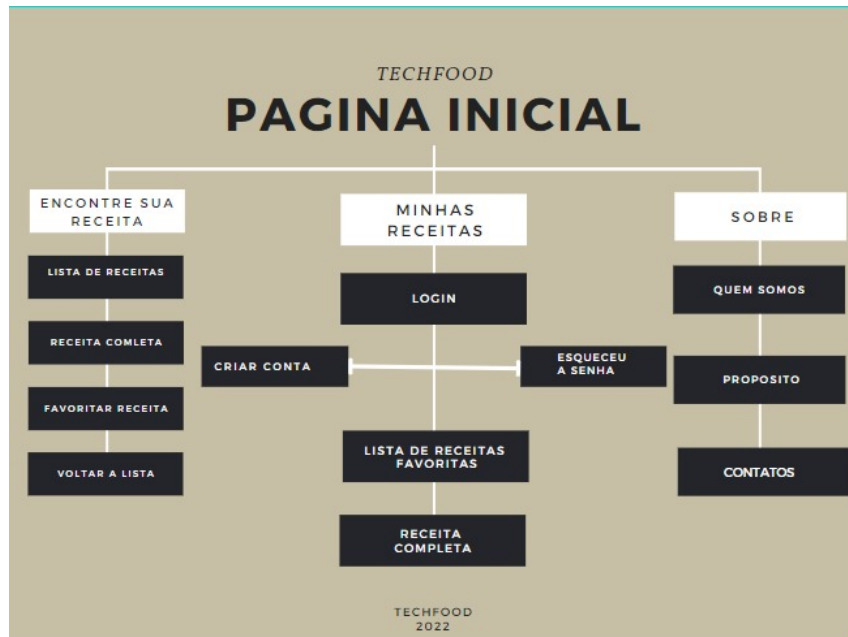 TECHFOOD
PAGINA INICIAL
ENCONTRE SUA
RECEITA
LISTA DE RECEITAS
RECEITA COMLETA
FAVORITAR RECEITA
VOLTAR A LISTA
MINHAS
RECEITAS
LOGIN
CRIAR CONTA
ESQUECEU
A SENHA
LISTA DE RECEITAS
FAVORITAS
RECEITA
COMPLETA
SOBRE
QUEM SOMOS
PROPOSITO
CONTATOS
TECHFOOD
2022